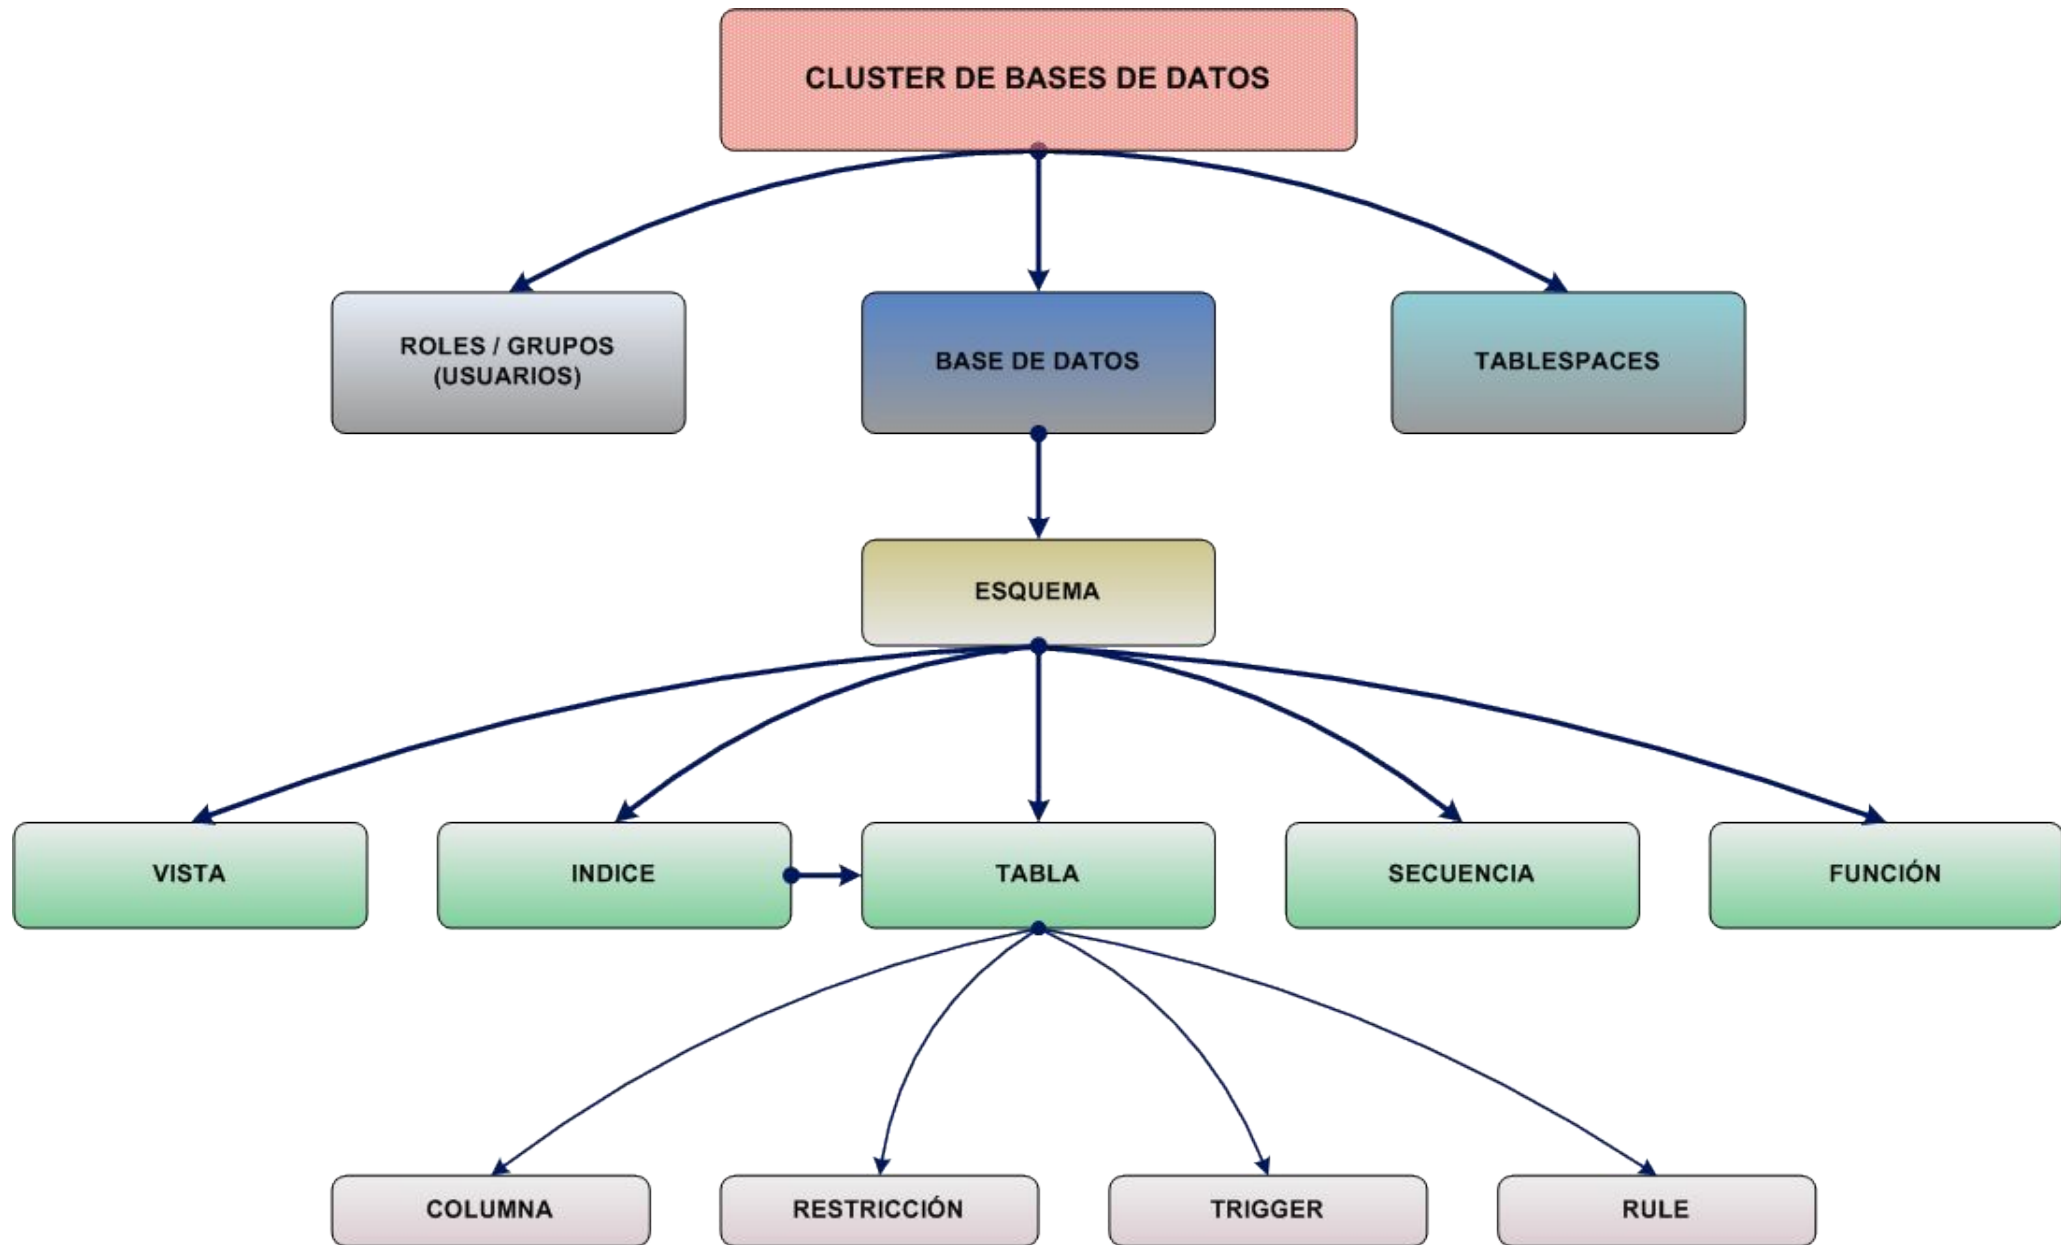 CLUSTER DE BASES DE DATOS
ROLES / GRUPOS
(USUARIOS)
BASE DE DATOS
TABLESPACES
ESQUEMA
VISTA
INDICE
TABLA
SECUENCIA
FUNCIÓN
COLUMNA
RESTRICCIÓN
TRIGGER
RULE